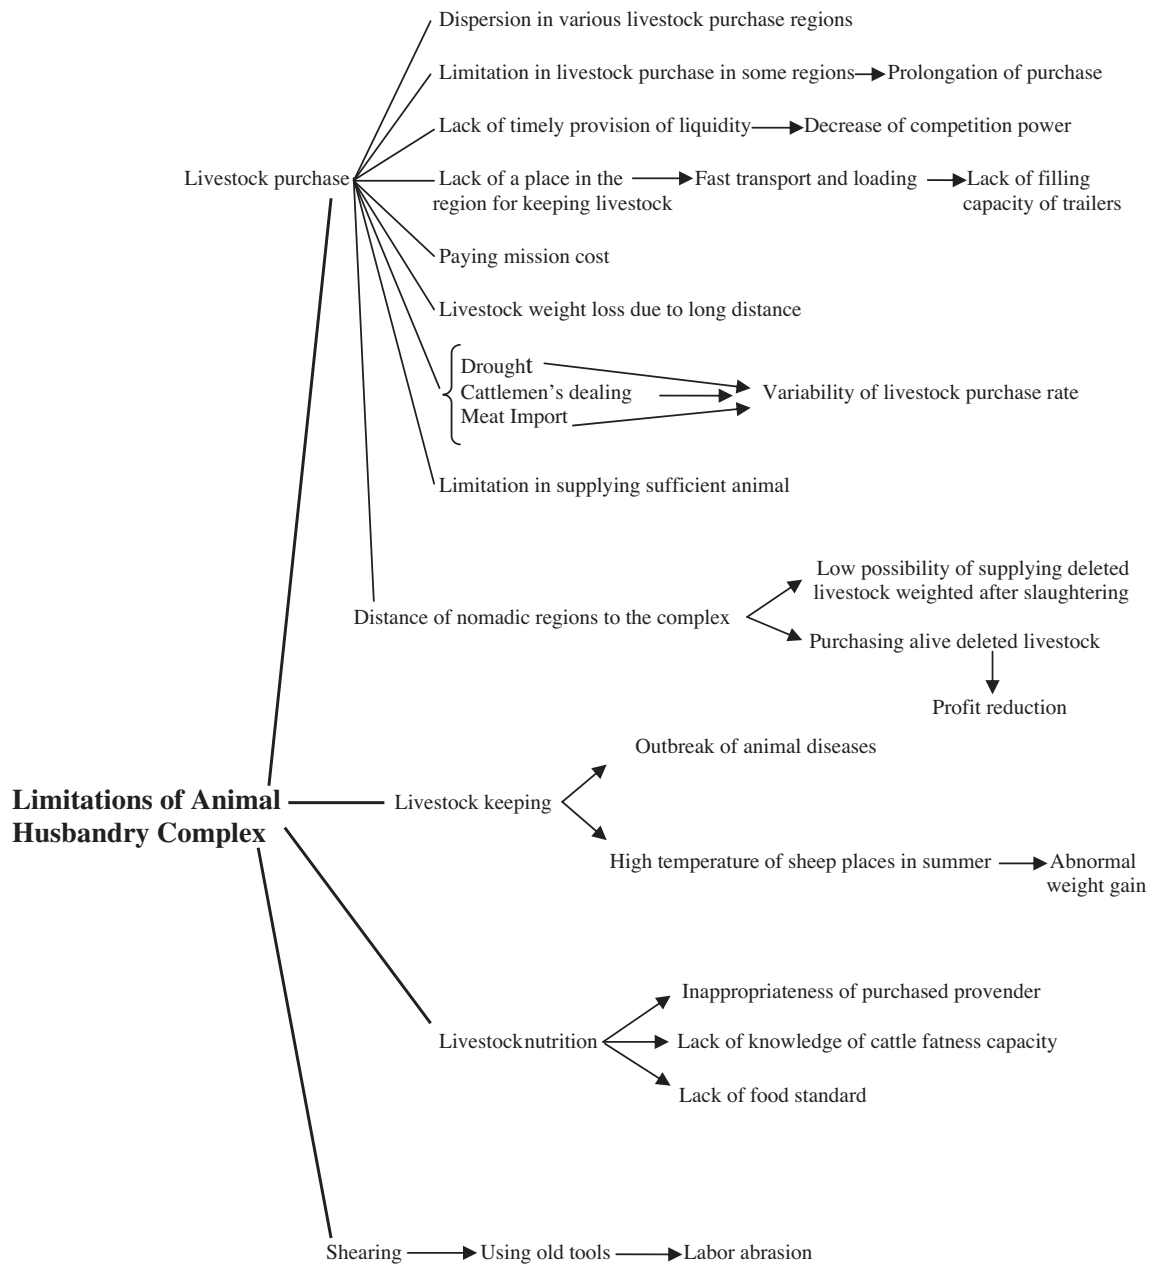 Dispersion in various livestock purchase regions
Limitation in livestock purchase in some regions Prolongation of purchase
Lack of timely provision of liquidity Decrease of competition power
Livestock purchase Lack of a place in the Fast transport and loading Lack of filling
region for keeping livestock capacity of trailers
Paying mission cost
Livestock weight loss due to long distance
Drought
Cattlemen's dealing Variability of livestock purchase rate
Meat Import
Limitation in supplying sufficient animal
Low possibility of supplying deleted
livestock weighted after slaughtering
Distance of nomadic regions to the complex
Purchasing alive deleted livestock
Profit reduction
Outbreak of animal diseases
Limitations of Animal Livestock keeping
Husbandry Complex
High temperature of sheep places in summer Abnormal
weight gain
Inappropriateness of purchased provender
Livestock nutrition Lack of knowledge of cattle fatness capacity
Lack of food standard
Shearing Using old tools Labor abrasion